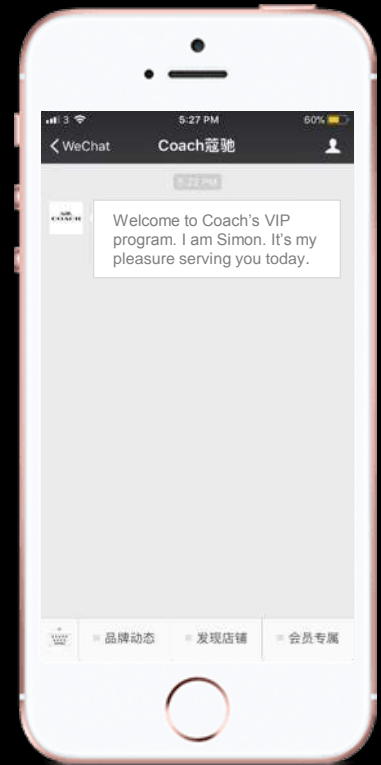 3
5:27 PM
60%
WeChat
Coach蔻驰
5:22 PM
COACH
Welcome to Coach's VIP
program. I am Simon. It's my
pleasure serving you today.
品牌动态
发现店铺
会员专属